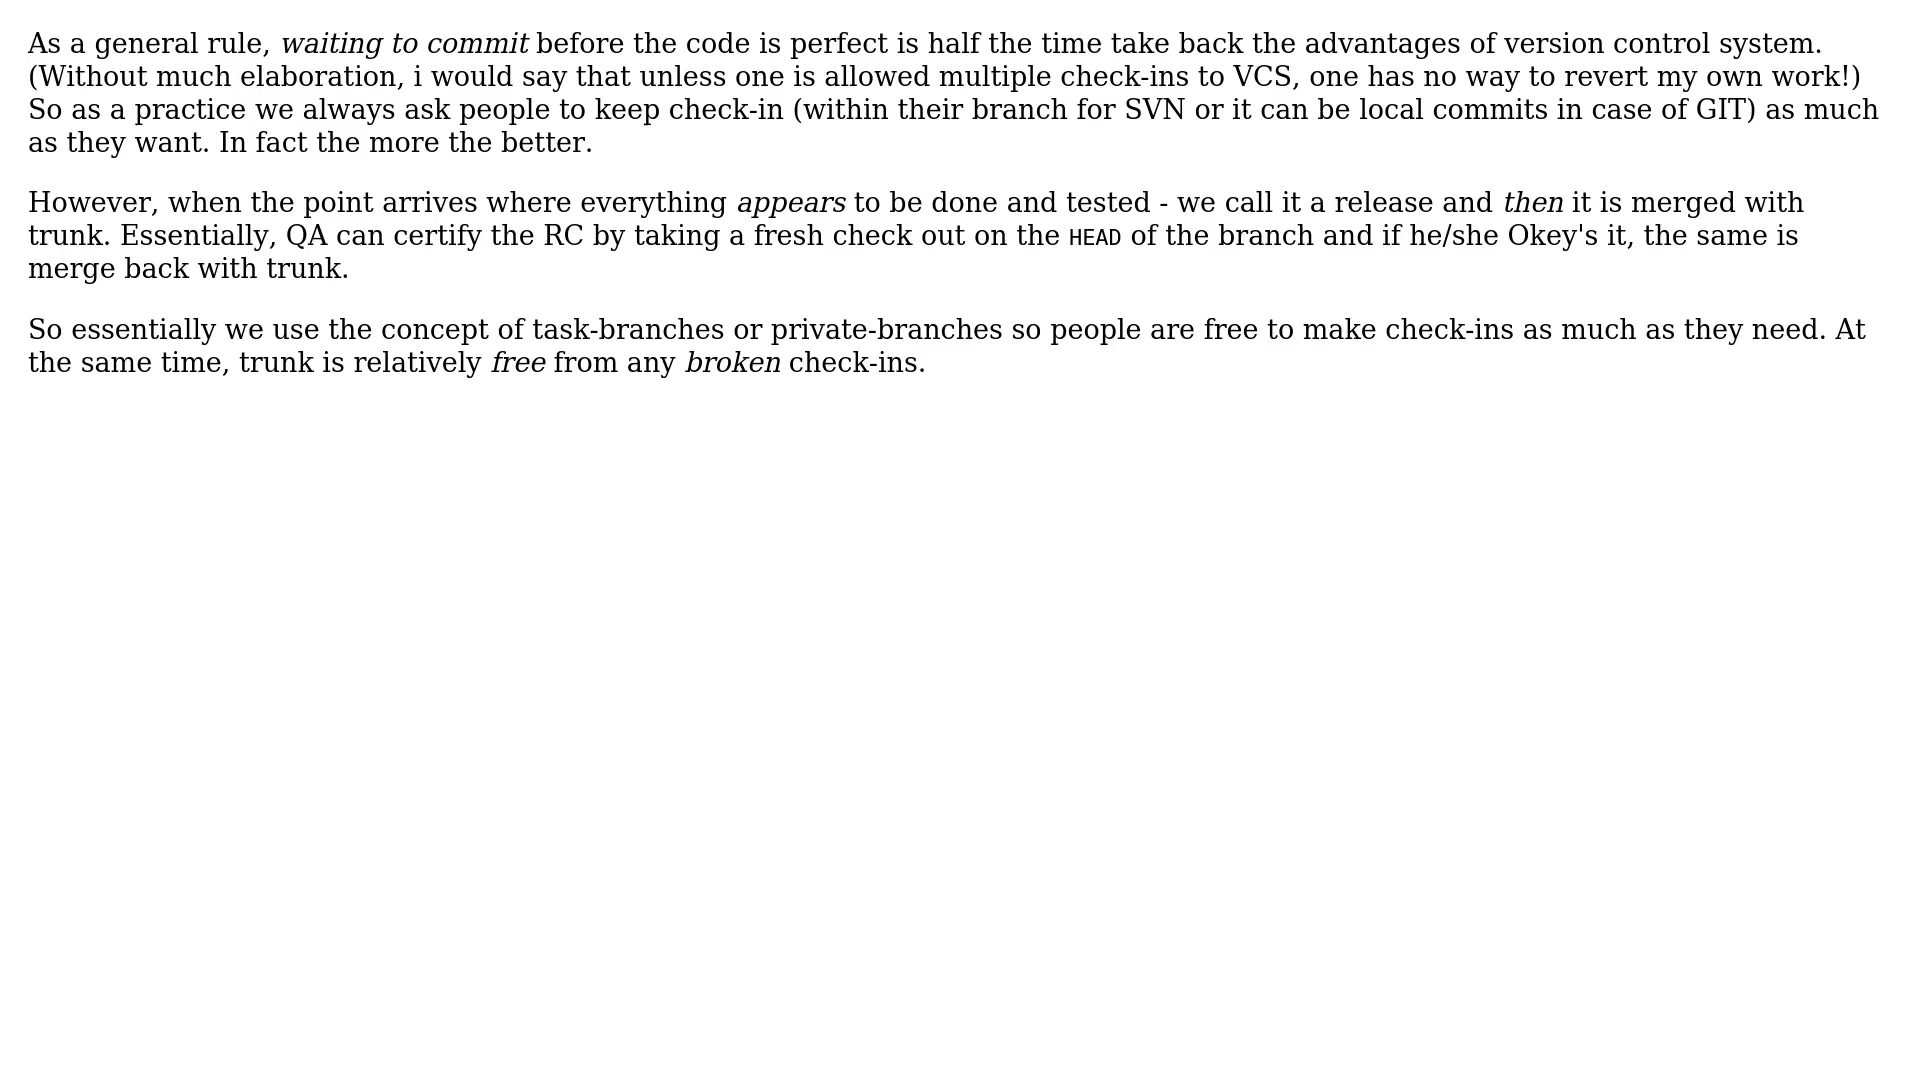 As a general rule, waiting to commit before the code is perfect is half the time take back the advantages of version control system.
(Without much elaboration, i would say that unless one is allowed multiple check-ins to VCS, one has no way to revert my own work!)
So as a practice we always ask people to keep check-in (within their branch for SVN or it can be local commits in case of GIT) as much
as they want. In fact the more the better.
However, when the point arrives where everything appears to be done and tested - we call it a release and then it is merged with
trunk. Essentially, QA can certify the RC by taking a fresh check out on the HEAD of the branch and if he/she Okey's it, the same is
merge back with trunk.
So essentially we use the concept of task-branches or private-branches so people are free to make check-ins as much as they need. At
the same time, trunk is relatively free from any broken check-ins.